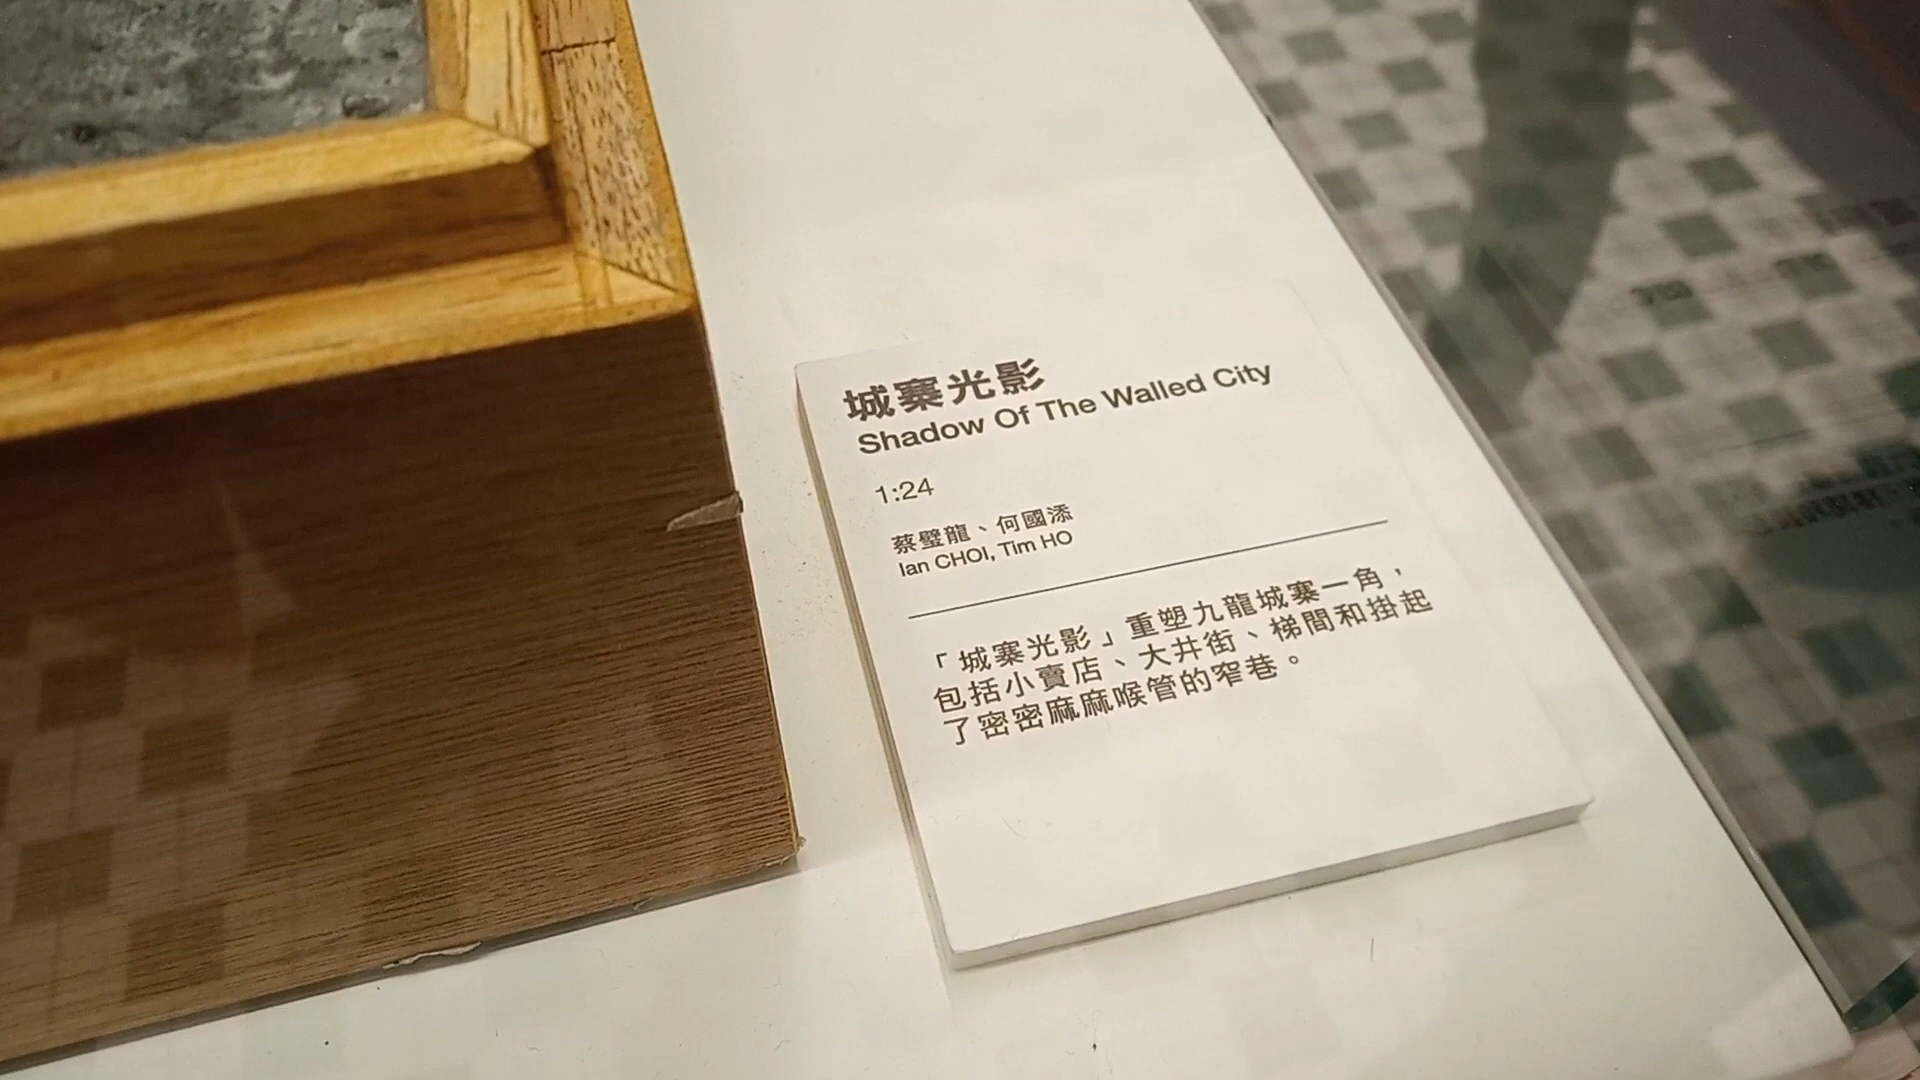 城寨光影
Shadow Of The Walled City
1:24
蔡璧龍、何國添
Ian CHOI, Tim HO
「城寨光影」重塑九龍城寨一角，
包括小賣店、大井街、梯間和掛起
了密密麻麻喉管的窄巷。